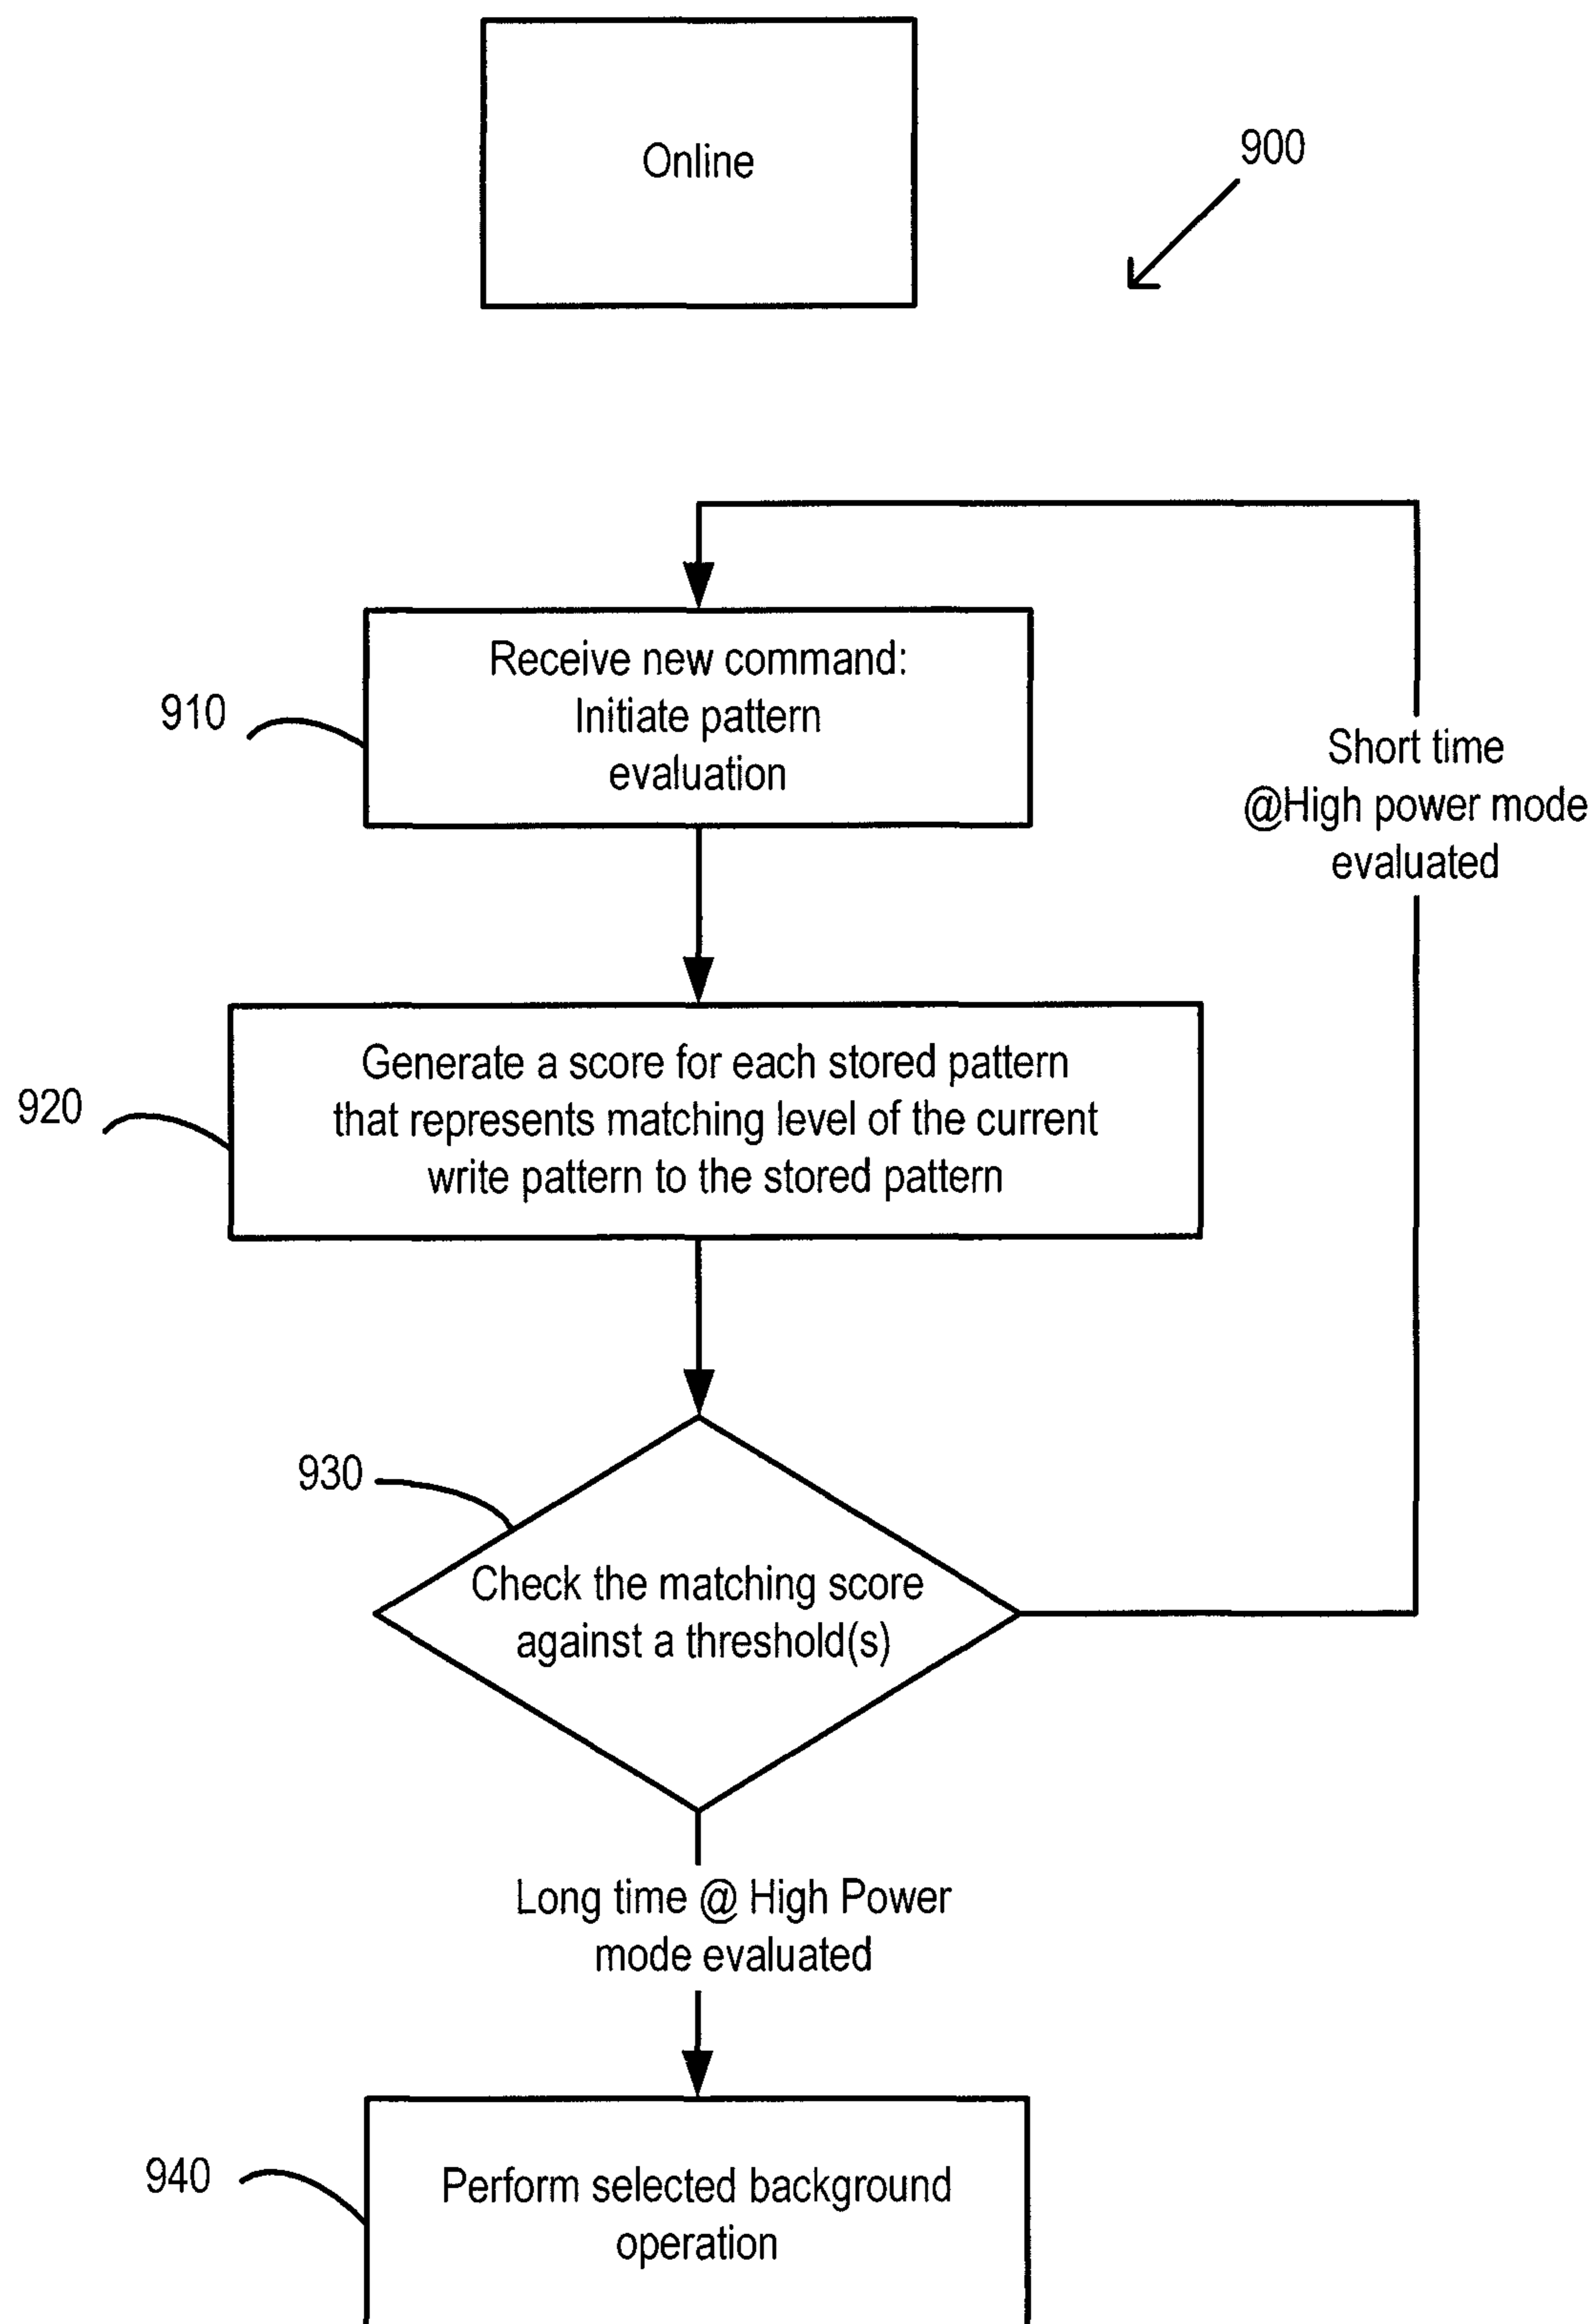 Online
900
Receive new command:
Initiate pattern
evaluation
910
Short time
@High power mode
evaluated
Generate a score for each stored pattern
that represents matching level of the current
write pattern to the stored pattern
920
930
Check the matching score
against a threshold(s)
Long time @ High Power
mode evaluated
940
Perform selected background
operation